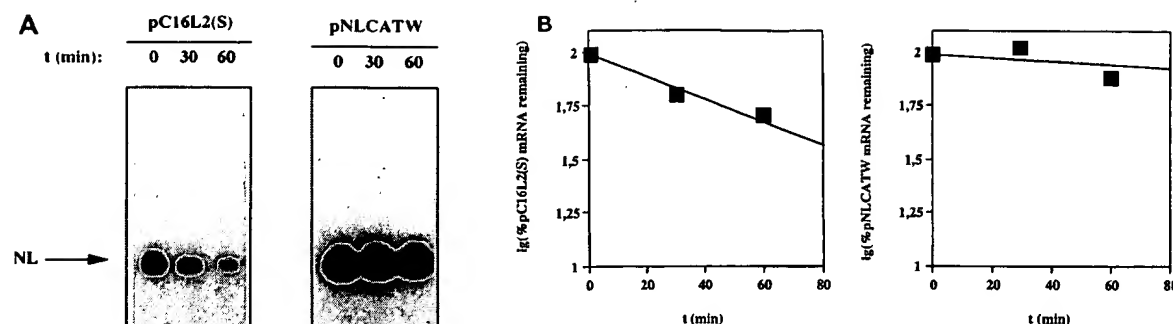 A
pC16L2(S)
pNLCATW
t (min):
0 30 60
0 30 60
NL
B
lg(%pC16L2(S) mRNA remaining)
2
1,75
1,5
1,25
1
0 20 40 60 80
t (min)
lg(%pNLCATW mRNA remaining)
2
1,75
1,5
1,25
1
0 20 40 60 80
t (min)